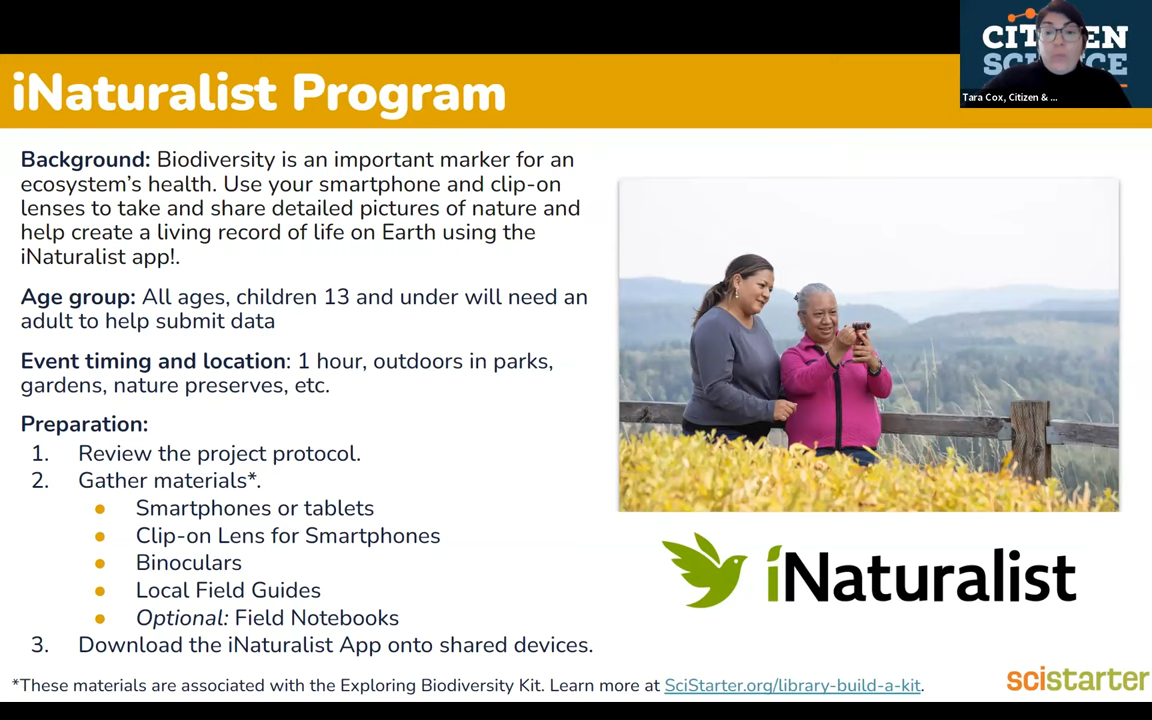 iNaturalist Program
CITIZEN
SCIENCE
Tara Cox, Citizen & ...
Background: Biodiversity is an important marker for an
ecosystem's health. Use your smartphone and clip-on
lenses to take and share detailed pictures of nature and
help create a living record of life on Earth using the
iNaturalist app!.
Age group: All ages, children 13 and under will need an
adult to help submit data
Event timing and location: 1 hour, outdoors in parks,
gardens, nature preserves, etc.
Preparation:
1. Review the project protocol.
2. Gather materials*.
● Smartphones or tablets
● Clip-on Lens for Smartphones
● Binoculars
● Local Field Guides
● Optional: Field Notebooks
3. Download the iNaturalist App onto shared devices.
iNaturalist
*These materials are associated with the Exploring Biodiversity Kit. Learn more at SciStarter.org/library-build-a-kit.
scistarter